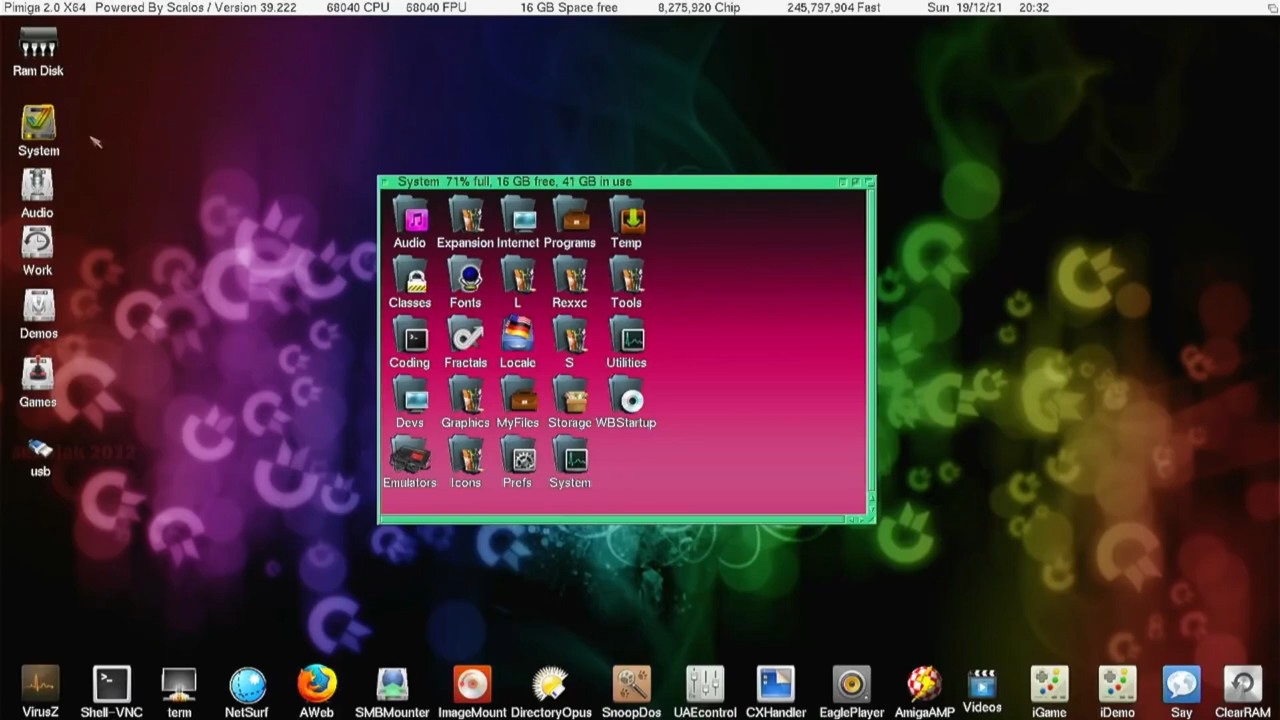 Pimiga 2.0 X64 Powered By Scalos / Version 39.222 68040 CPU 68040 FPU 16 GB Space free 8,275,920 Chip 245,797,904 Fast Sun 19/12/21 20:32
Ram Disk
System
Audio
Work
Demos
Games
usb
System 71% full, 16 GB free, 41 GB in use
Audio Expansion Internet Programs Temp
Classes Fonts L Rexxc Tools
Coding Fractals Locale S Utilities
Devs Graphics MyFiles Storage WBStartup
Emulators Icons Prefs System
VirusZ Shell-VNC term NetSurf AWeb SMBMounter ImageMount DirectoryOpus SnoopDos UAEcontrol CXHandler EaglePlayer AmigaAMP Videos iGame iDemo Say ClearRAM